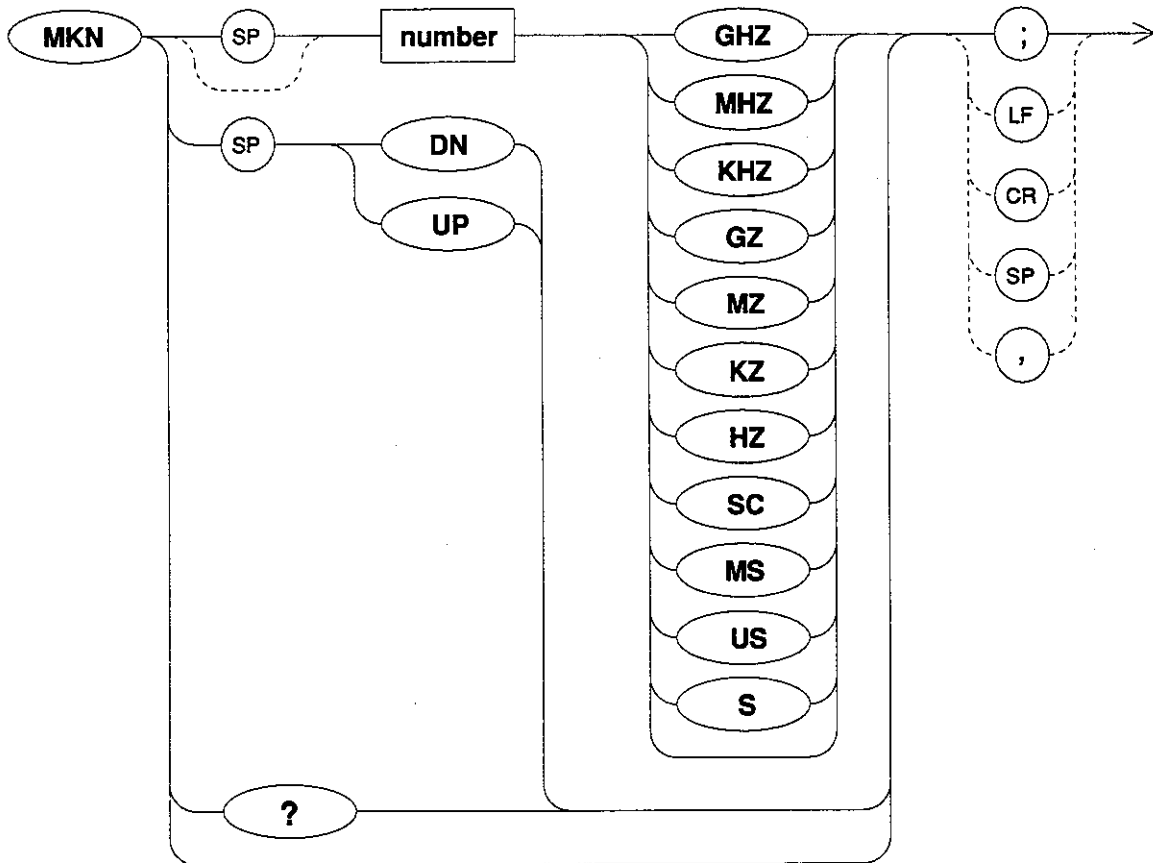 MKN SP number GHZ ;
MHZ
LF
SP DN
KHZ
CR
UP
GZ
SP
MZ
,
KZ
HZ
SC
MS
US
S
?